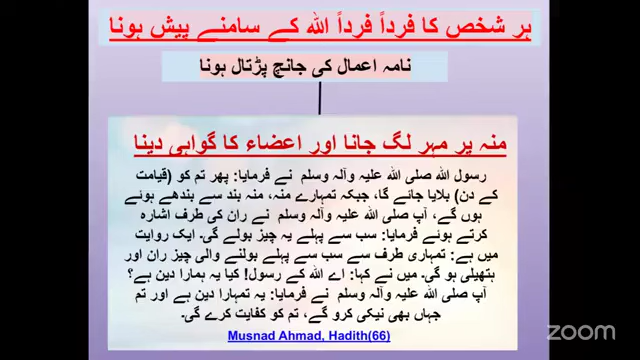 ہر شخص کا فرداً فرداً اللہ کے سامنے پیش ہونا
نامہ اعمال کی جانچ پڑتال ہونا
منہ پر مہر لگ جانا اور اعضاء کا گواہی دینا
رسول اللہ صلی اللہ علیہ وآلہ وسلم نے فرمایا: پھر تم کو (قیامت
کے دن) بلایا جائے گا، جبکہ تمہارے منہ، منہ بند سے بندھے ہوئے
ہوں گے، آپ صلی اللہ علیہ وآلہ وسلم نے ران کی طرف اشارہ
کرتے ہوئے فرمایا: سب سے پہلے یہ چیز بولے گی۔ ایک روایت
میں ہے: تمہاری طرف سے سب سے پہلے بولنے والی چیز ران اور
ہتھیلی ہو گی۔ میں نے کہا: اے اللہ کے رسول! کیا یہ ہمارا دین ہے؟
آپ صلی اللہ علیہ وآلہ وسلم نے فرمایا: یہ تمہارا دین ہے اور تم
جہاں بھی نیکی کرو گے، تم کو کفایت کرے گی۔
Musnad Ahmad, Hadith(66)
zoom